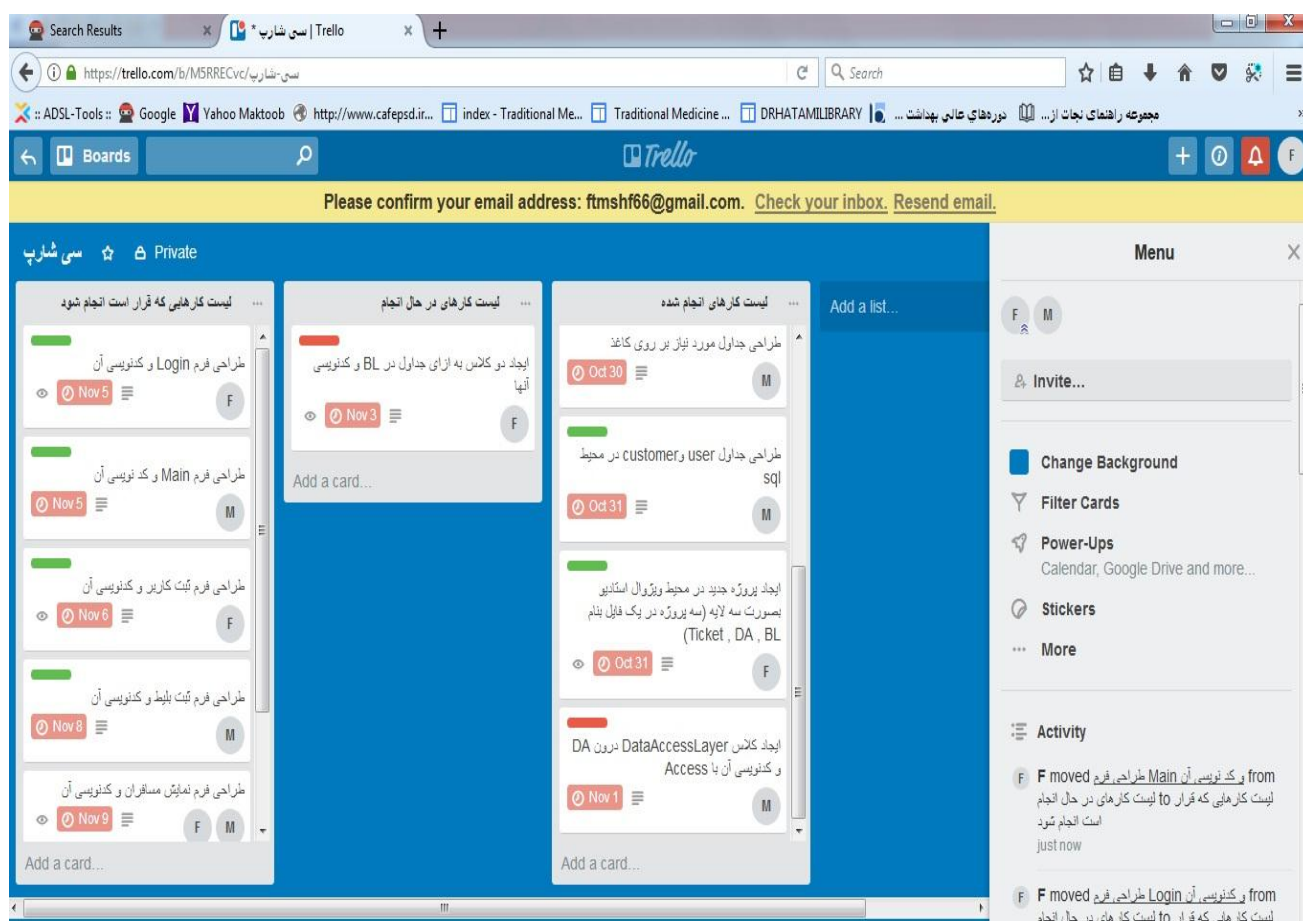 Search Results
سی شارپ * | Trello
https://trello.com/b/M5RRECvc/سی-شارپ
Search
:: ADSL-Tools ::
Google
Yahoo Maktoob
http://www.cafepsd.ir...
index - Traditional Me...
Traditional Medicine ...
DRHATAMILIBRARY
دوره‌هاي عالی بهداشت ...
مجموعه راهنمای نجات از...
Boards
Trello
F
Please confirm your email address: ftmshf66@gmail.com. Check your inbox. Resend email.
سی شارپ
Private
لیست کارهایی که قرار است انجام شود
طراحی فرم Login و کدنویسی آن
Nov 5
F
طراحی فرم Main و کد نویسی آن
Nov 5
M
طراحی فرم ثبت کاربر و کدنویسی آن
Nov 6
F
طراحی فرم ثبت بلیط و کدنویسی آن
Nov 8
M
طراحی فرم نمایش مسافران و کدنویسی آن
Nov 9
F M
Add a card...
لیست کارهای در حال انجام
ایجاد دو کلاس به ازای جداول در BL و کدنویسی
آنها
Nov 3
F
Add a card...
لیست کارهای انجام شده
طراحی جداول مورد نیاز بر روی کاغذ
Oct 30
M
طراحی جداول user وcustomer در محیط
sql
Oct 31
M
ایجاد پروژه جدید در محیط ویژوال استادیو
بصورت سه لایه (سه پروژه در یک فایل بنام
(Ticket , DA , BL
Oct 31
F
ایجاد کلاس DataAccessLayer درون DA
و کدنویسی آن با Access
Nov 1
M
Add a card...
Add a list...
Menu
F M
Invite...
Change Background
Filter Cards
Power-Ups
Calendar, Google Drive and more...
Stickers
More
Activity
F F moved طراحی فرم Main و کد نویسی آن from
لیست کارهای در حال انجام to لیست کارهایی که قرار
است انجام شود
just now
F F moved طراحی فرم Login و کدنویسی آن from
لیست کارهای در حال انجام to لیست کارهایی که قرار